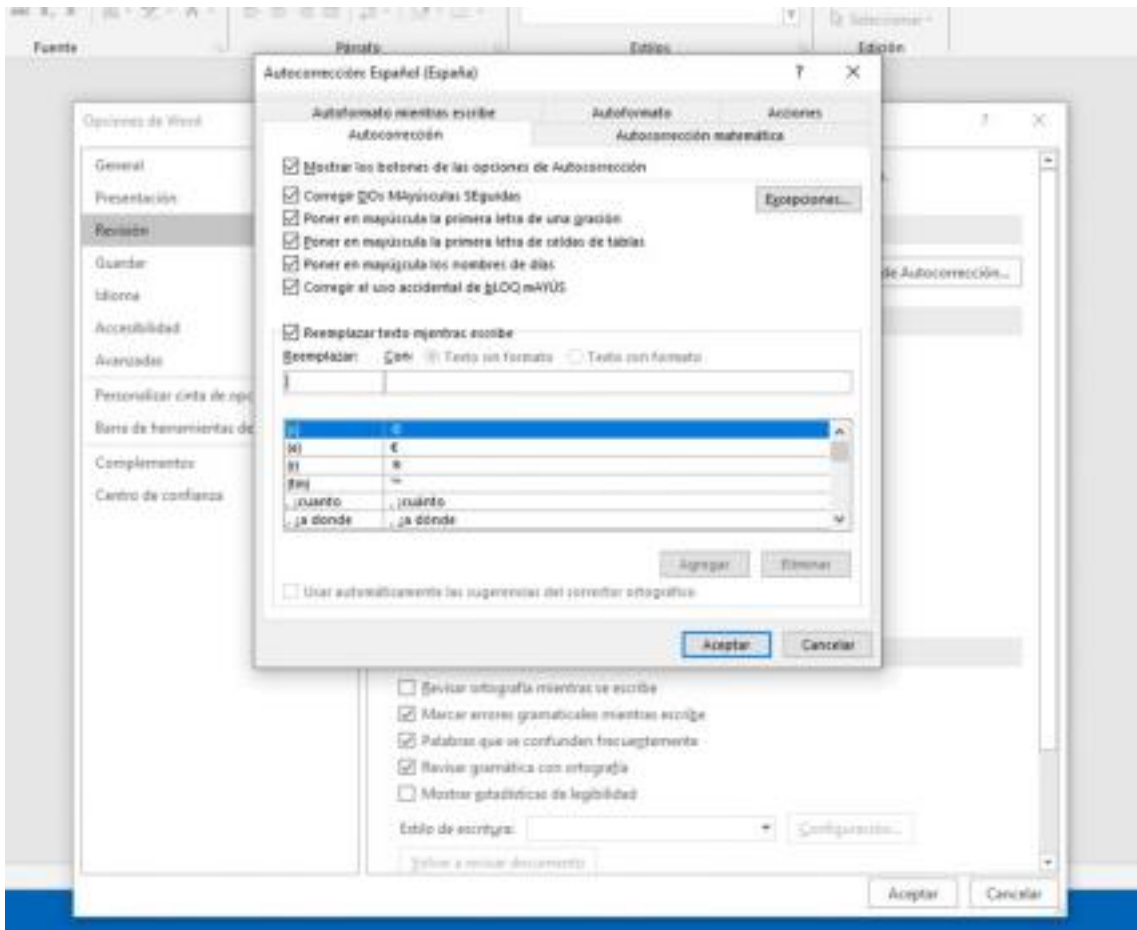 Fuente Párrafo Estilos Edición
Seleccionar
Autocorrección: Español (España) ? ×
Opciones de Word ? ×
Autoformato mientras escribe Autoformato Acciones
Autocorrección Autocorrección matemática
General
Presentación
Revisión
Guardar
Idioma
Accesibilidad
Avanzadas
Personalizar cinta de opc
Barra de herramientas de
Complementos
Centro de confianza
Mostrar los botones de las opciones de Autocorrección
Corregir DOs MAyúsculas SEguidas
Excepciones...
Poner en mayúscula la primera letra de una oración
Poner en mayúscula la primera letra de celdas de tablas
Poner en mayúscula los nombres de días
Corregir el uso accidental de bLOQ mAYÚS
de Autocorrección...
Reemplazar texto mientras escribe
Reemplazar: Con: Texto sin formato Texto con formato
(e) €
(r) ®
(tm) ™
, ¡cuanto , ¡cuánto
, ¡a donde , ¡a dónde
Agregar Eliminar
Usar automáticamente las sugerencias del corrector ortográfico
Aceptar Cancelar
Revisar ortografía mientras se escribe
Marcar errores gramaticales mientras escribe
Palabras que se confunden frecuentemente
Revisar gramática con ortografía
Mostrar estadísticas de legibilidad
Estilo de escritura: Configuración...
Volver a revisar documento
Aceptar Cancelar